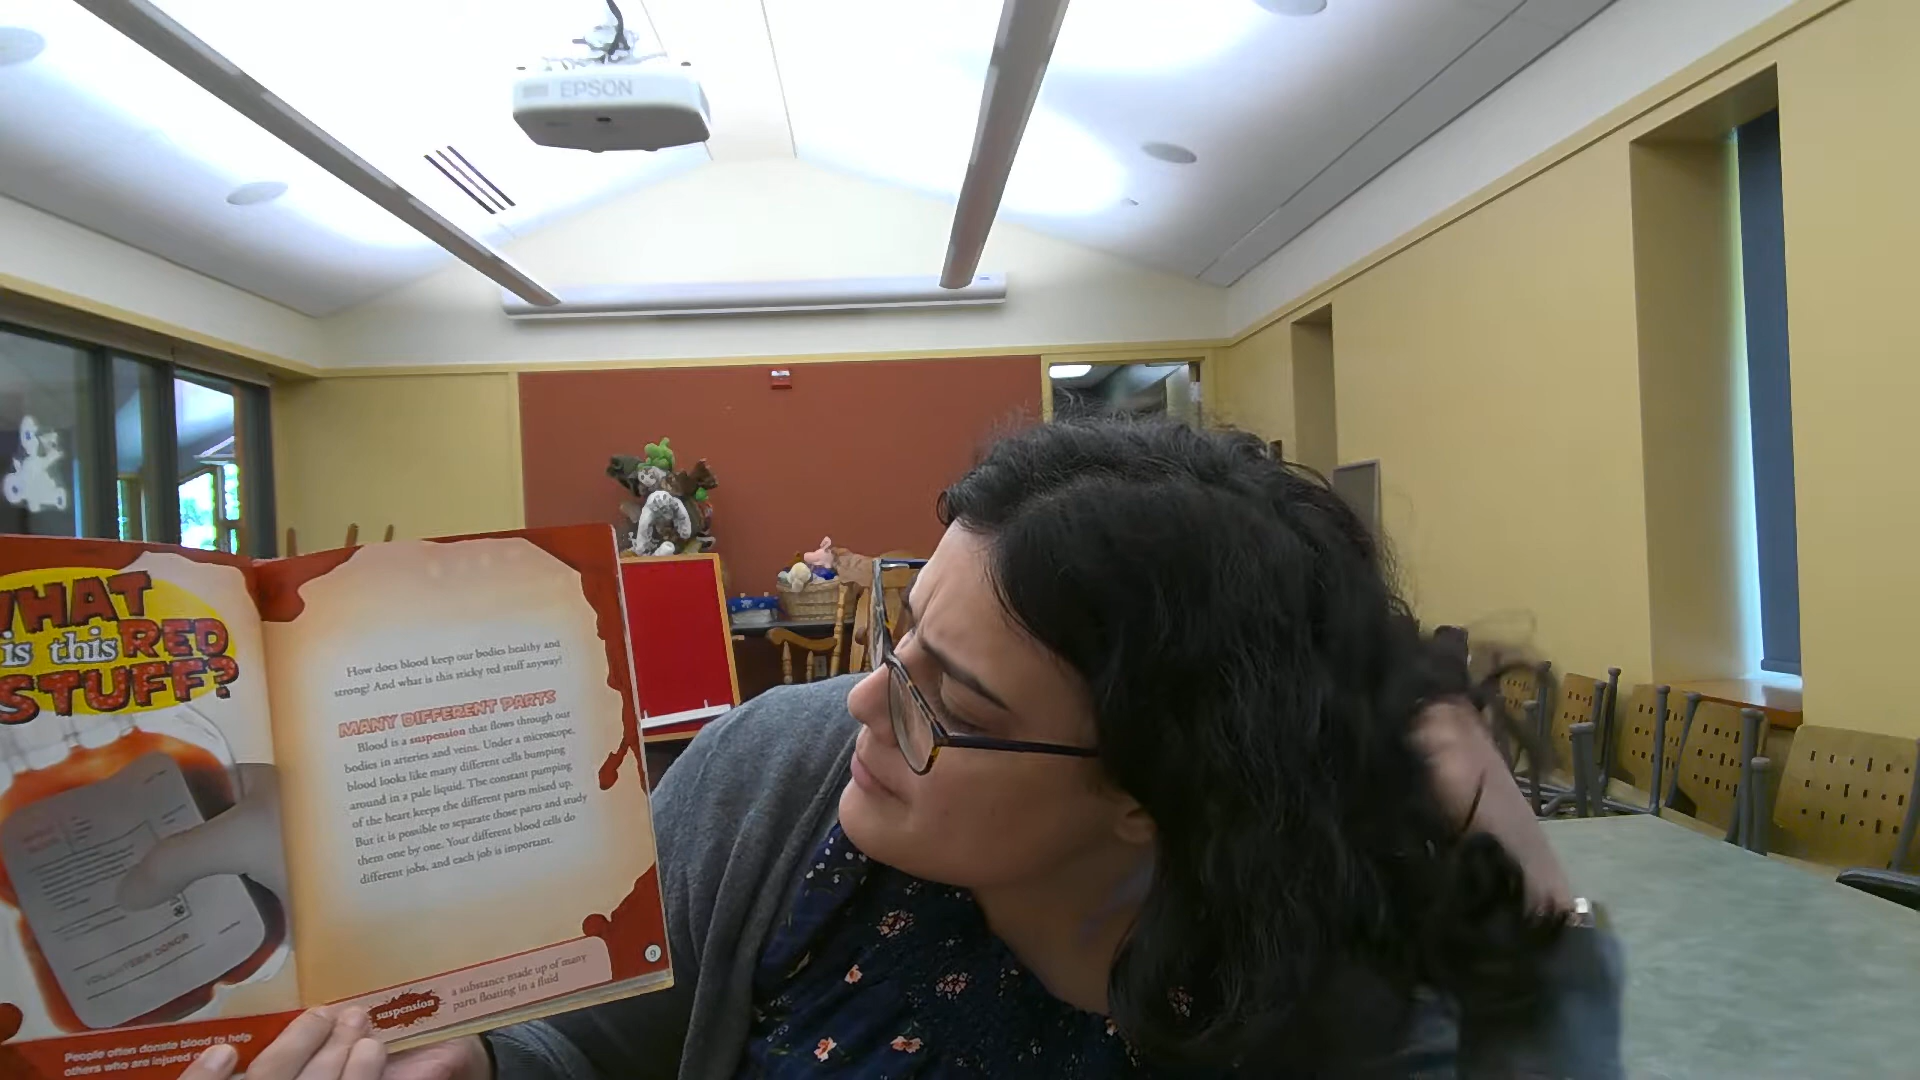 EPSON
WHAT
is this RED
STUFF?
VOLUNTEER DONOR
People often donate blood to help
others who are injured
How does blood keep our bodies healthy and
strong? And what is this sticky red stuff anyway?
MANY DIFFERENT PARTS
Blood is a suspension that flows through our
bodies in arteries and veins. Under a microscope,
blood looks like many different cells bumping
around in a pale liquid. The constant pumping
of the heart keeps the different parts mixed up.
But it is possible to separate those parts and study
them one by one. Your different blood cells do
different jobs, and each job is important.
suspension
a substance made up of many
parts floating in a fluid
9